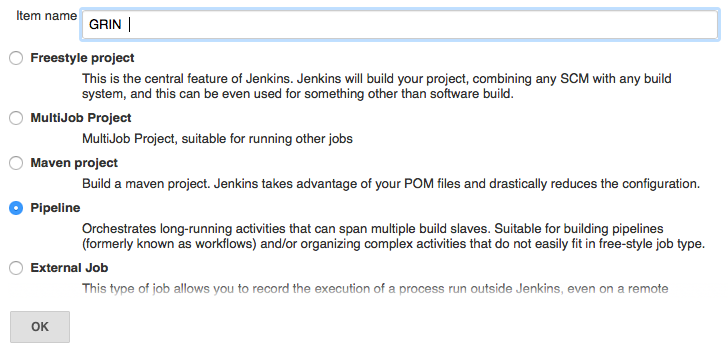 Item name GRIN
Freestyle project
This is the central feature of Jenkins. Jenkins will build your project, combining any SCM with any build
system, and this can be even used for something other than software build.
MultiJob Project
MultiJob Project, suitable for running other jobs
Maven project
Build a maven project. Jenkins takes advantage of your POM files and drastically reduces the configuration.
Pipeline
Orchestrates long-running activities that can span multiple build slaves. Suitable for building pipelines
(formerly known as workflows) and/or organizing complex activities that do not easily fit in free-style job type.
External Job
This type of job allows you to record the execution of a process run outside Jenkins, even on a remote
OK